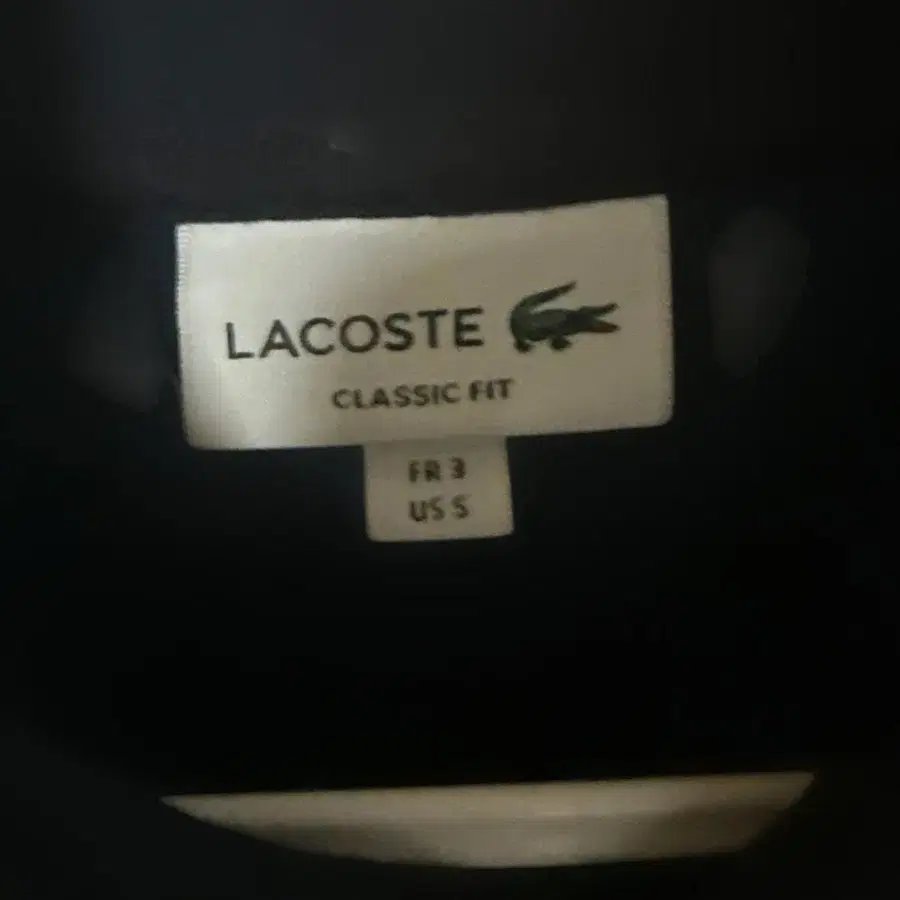 LACOSTE
CLASSIC FIT
FR 3
US S